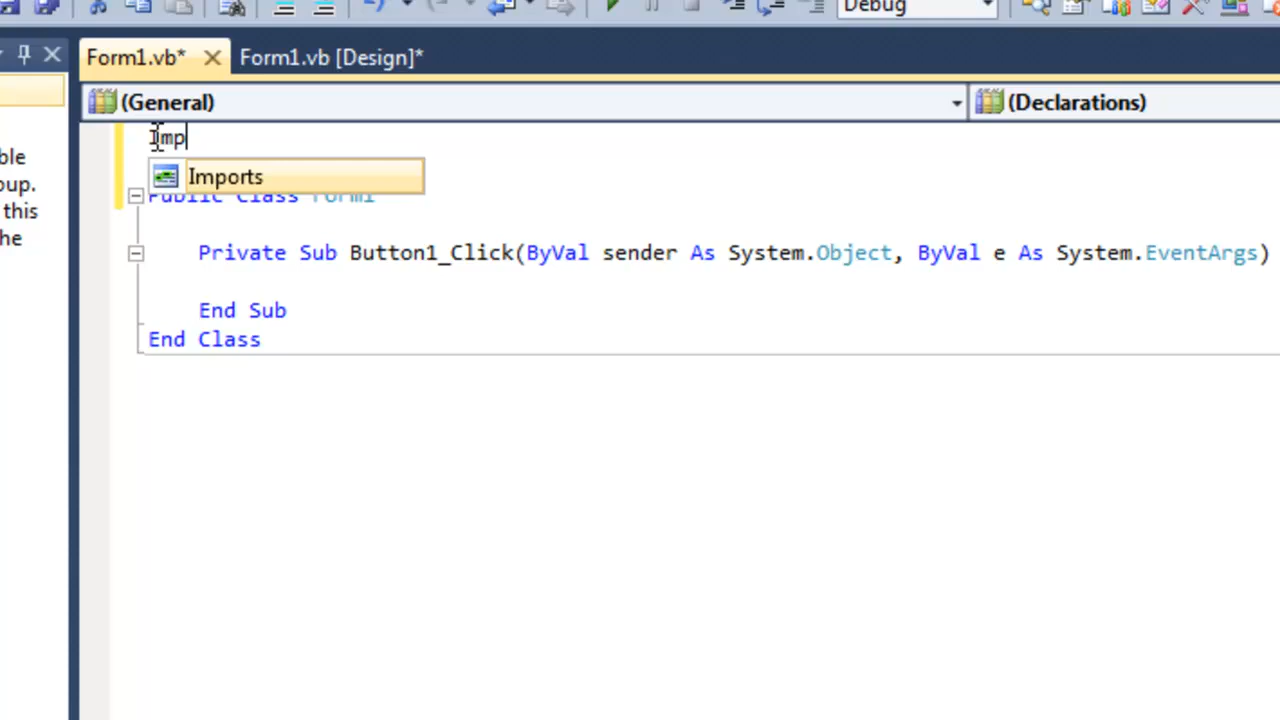 Debug
Form1.vb* Form1.vb [Design]*
(General) (Declarations)
ble
oup.
this
he
Imp
Imports
Public Class Form1
Private Sub Button1_Click(ByVal sender As System.Object, ByVal e As System.EventArgs)
End Sub
End Class